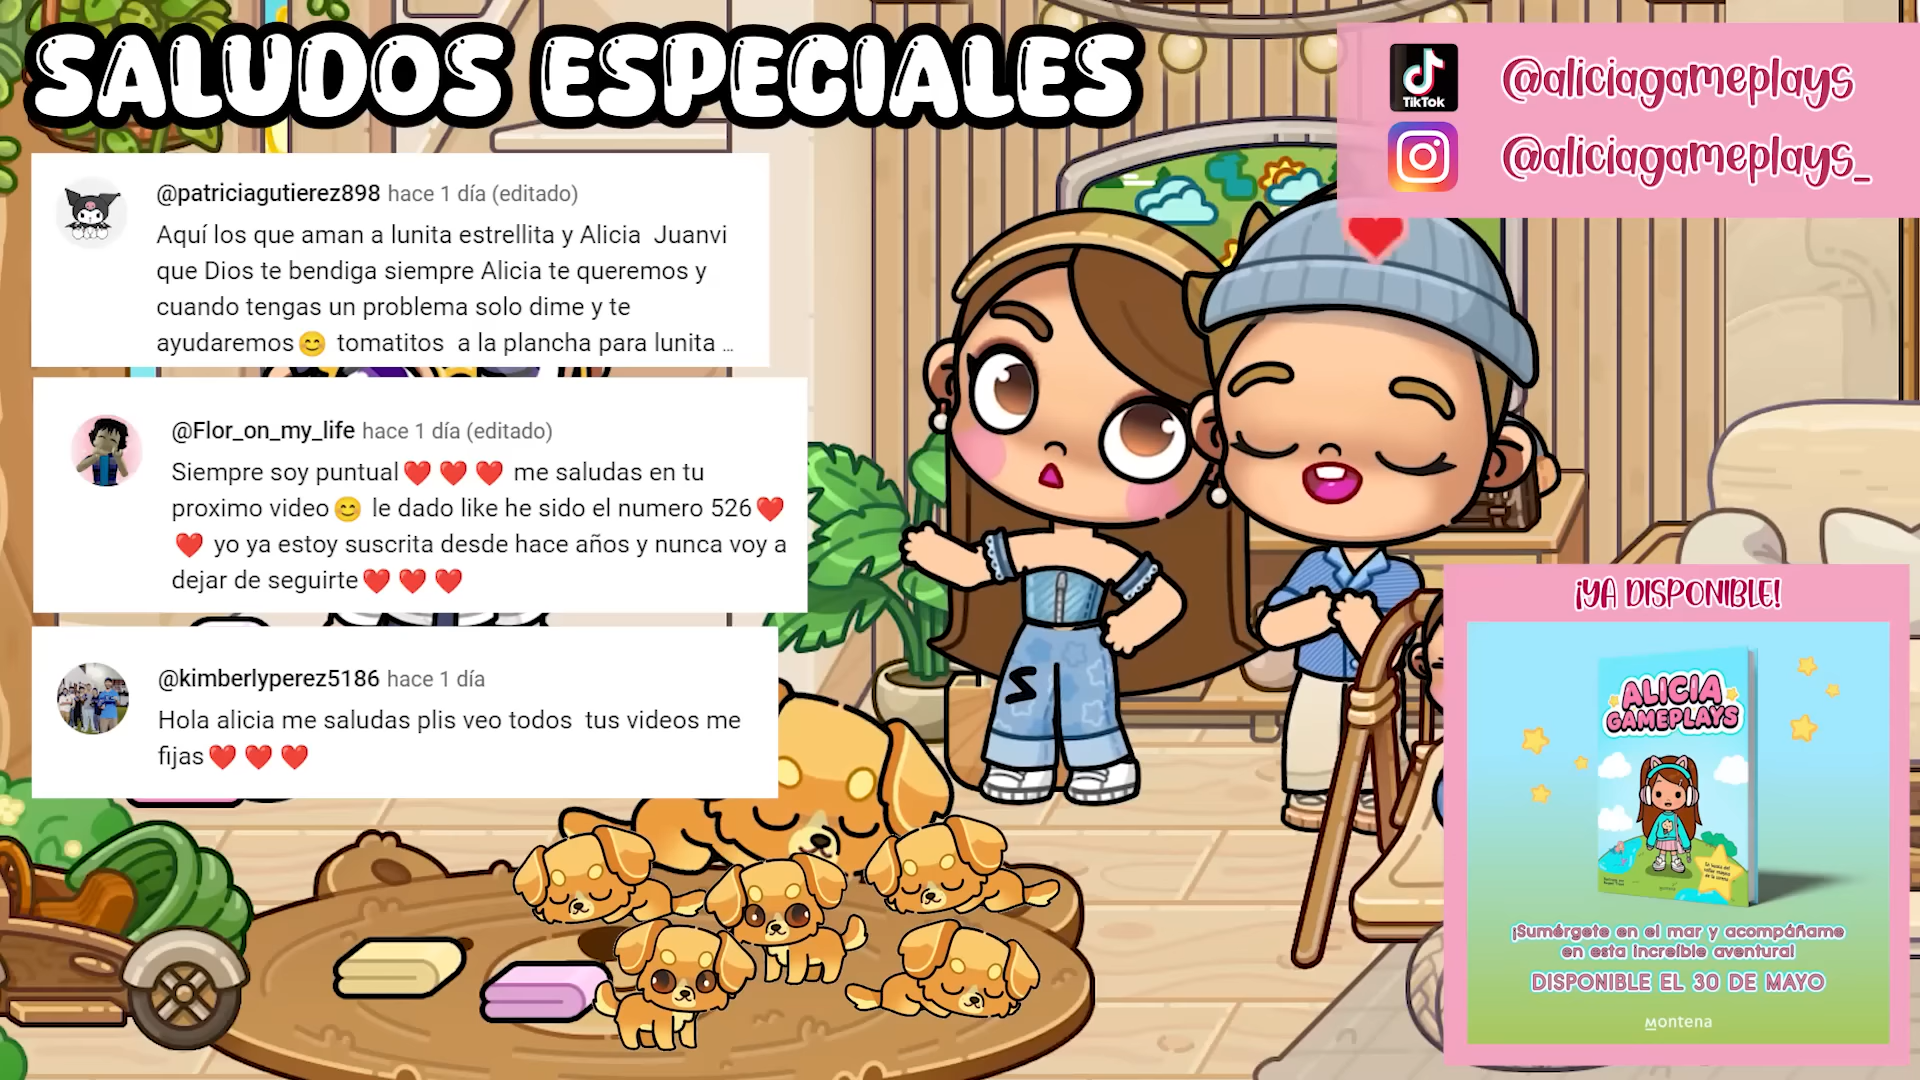 SALUDOS ESPECIALES
TikTok
@aliciagameplays
@aliciagameplays_
@patriciagutierez898 hace 1 día (editado)
Aquí los que aman a lunita estrellita y Alicia Juanvi
que Dios te bendiga siempre Alicia te queremos y
cuando tengas un problema solo dime y te
ayudaremos😊 tomatitos a la plancha para lunita ...
@Flor_on_my_life hace 1 día (editado)
Siempre soy puntual❤️❤️❤️ me saludas en tu
proximo video😊 le dado like he sido el numero 526❤️
❤️ yo ya estoy suscrita desde hace años y nunca voy a
dejar de seguirte❤️❤️❤️
@kimberlyperez5186 hace 1 día
Hola alicia me saludas plis veo todos tus videos me
fijas❤️❤️❤️
¡YA DISPONIBLE!
ALICIA
GAMEPLAYS
¡Sumérgete en el mar y acompáñame
en esta increíble aventura!
DISPONIBLE EL 30 DE MAYO
Montena